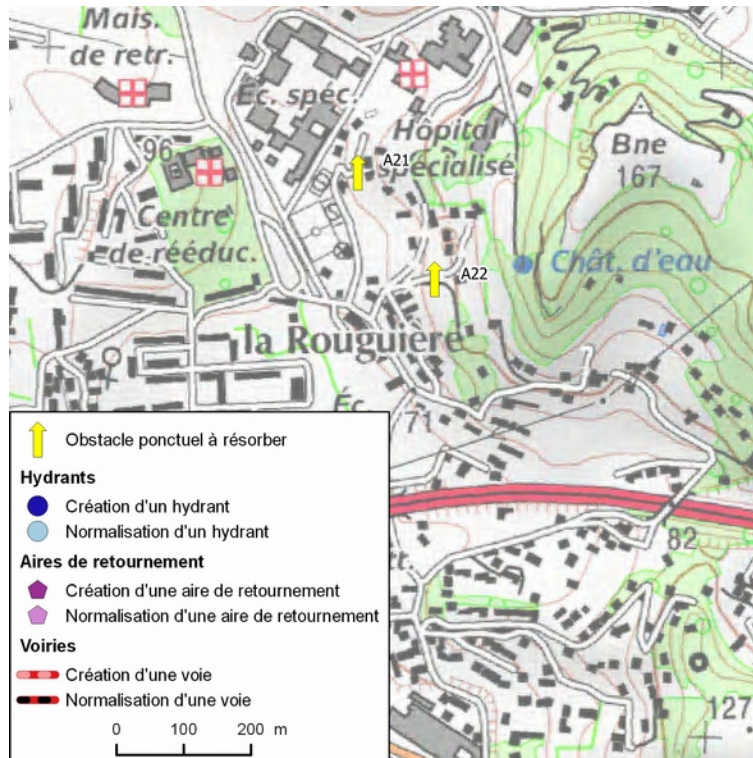 Mais.
de retr.
Éc. spéc.
Hôpital
spécialisé
A21
96
Bne
167
Centre
de rééduc.
Chât. d'eau
A22
la Rouguière
Éc.
71
82
127
Obstacle ponctuel à résorber
Hydrants
Création d'un hydrant
Normalisation d'un hydrant
Aires de retournement
Création d'une aire de retournement
Normalisation d'une aire de retournement
Voiries
Création d'une voie
Normalisation d'une voie
0 100 200 m